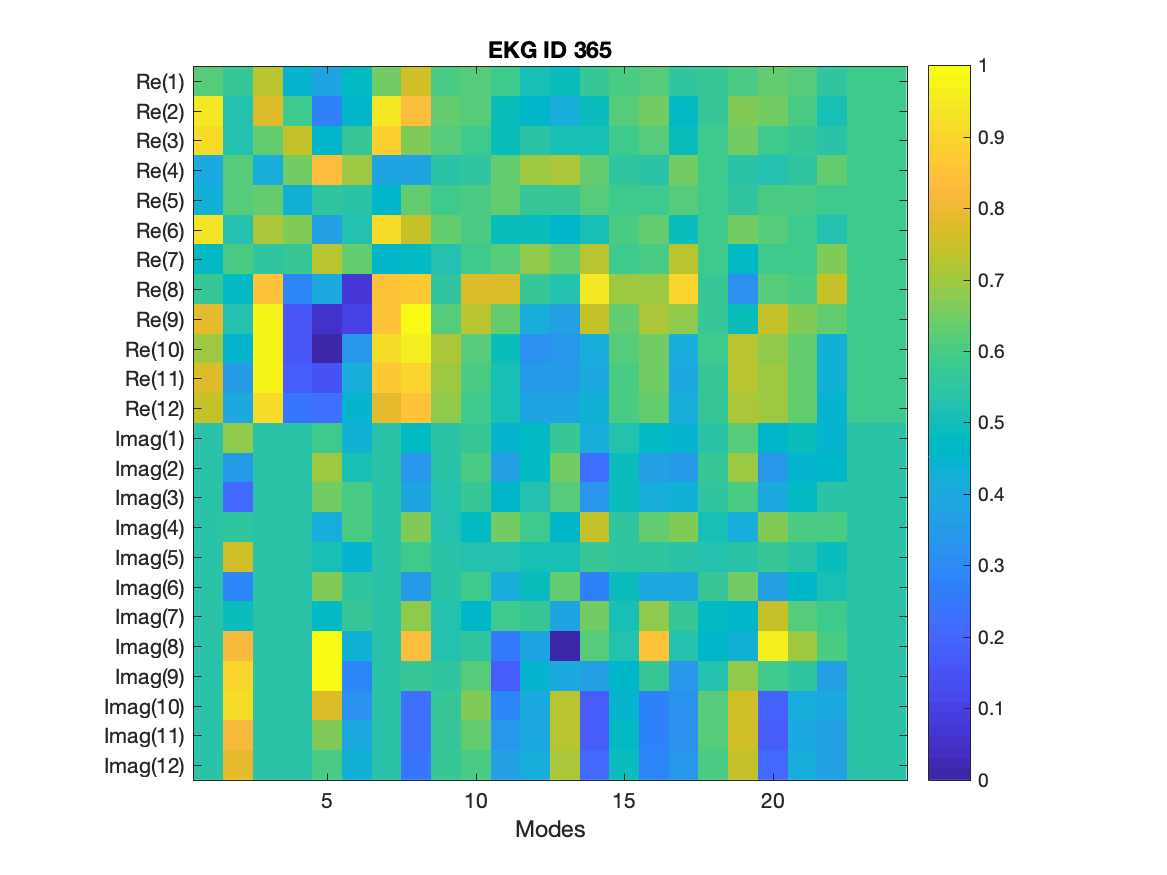 EKG ID 365
Re(1)
Re(2)
Re(3)
Re(4)
Re(5)
Re(6)
Re(7)
Re(8)
Re(9)
Re(10)
Re(11)
Re(12)
Imag(1)
Imag(2)
Imag(3)
Imag(4)
Imag(5)
Imag(6)
Imag(7)
Imag(8)
Imag(9)
Imag(10)
Imag(11)
Imag(12)
5 10 15 20
Modes
1
0.9
0.8
0.7
0.6
0.5
0.4
0.3
0.2
0.1
0